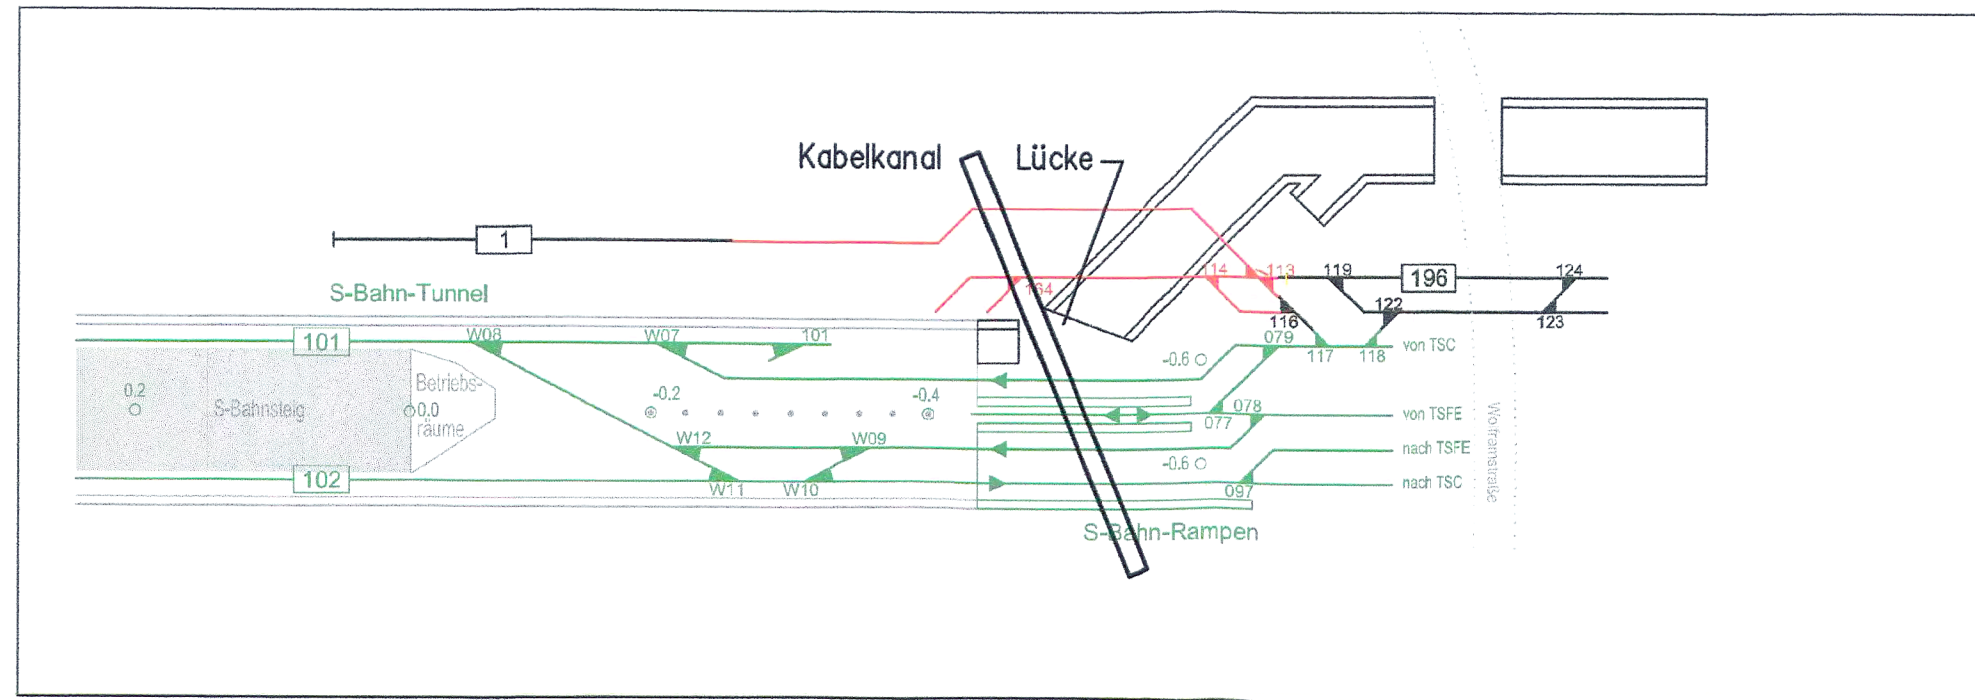 Kabelkanal
Lücke
1
S-Bahn-Tunnel
164
114
113
119
196
124
116
122
123
101
W08
W07
101
079
117
118
von TSC
-0.6
0.2
S-Bahnsteig
Betriebs-
0.0
räume
-0.2
-0.4
077
078
von TSFE
W12
W09
nach TSFE
-0.6
102
W11
W10
097
nach TSC
Wolframstraße
S-Bahn-Rampen